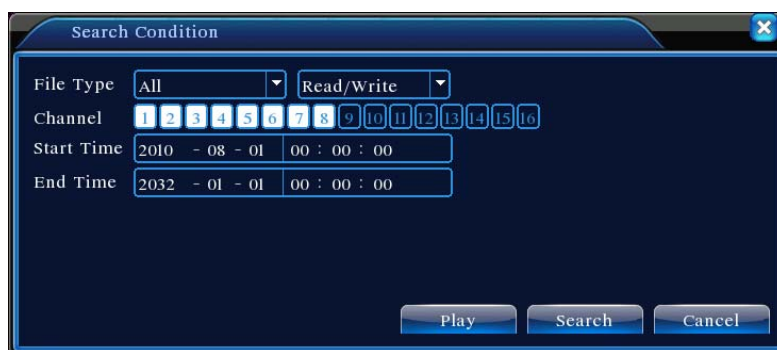 Search Condition
File Type All Read/Write
Channel 1 2 3 4 5 6 7 8 9 10 11 12 13 14 15 16
Start Time 2010 - 08 - 01 00 : 00 : 00
End Time 2032 - 01 - 01 00 : 00 : 00
Play Search Cancel